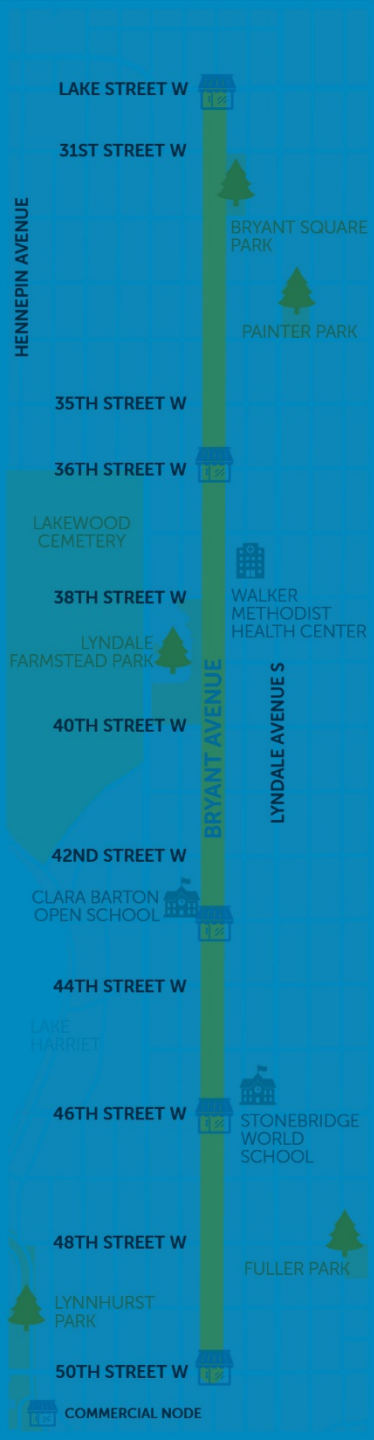 LAKE STREET W
31ST STREET W
HENNEPIN AVENUE
BRYANT SQUARE
PARK
PAINTER PARK
35TH STREET W
36TH STREET W
LAKEWOOD
CEMETERY
38TH STREET W
WALKER
METHODIST
HEALTH CENTER
LYNDALE
FARMSTEAD PARK
BRYANT AVENUE
LYNDALE AVENUE S
40TH STREET W
42ND STREET W
CLARA BARTON
OPEN SCHOOL
44TH STREET W
LAKE
HARRIET
46TH STREET W
STONEBRIDGE
WORLD
SCHOOL
48TH STREET W
FULLER PARK
LYNNHURST
PARK
50TH STREET W
COMMERCIAL NODE